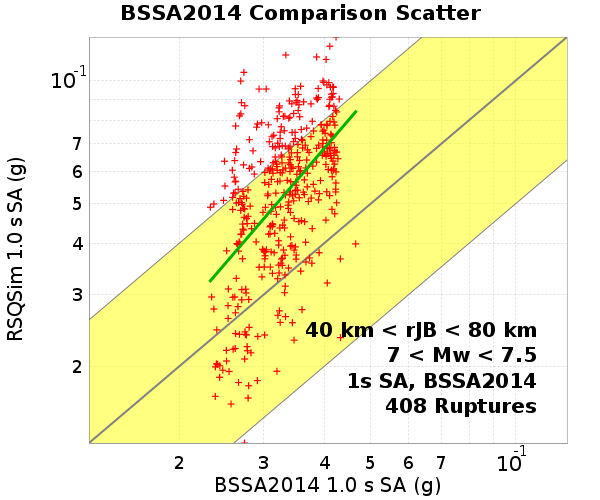 BSSA2014 Comparison Scatter
RSQSim 1.0 s SA (g)
10-1
7
6
5
4
3
2
40 km < rJB < 80 km
7 < Mw < 7.5
1s SA, BSSA2014
408 Ruptures
2 3 4 5 6 7 10-1
BSSA2014 1.0 s SA (g)